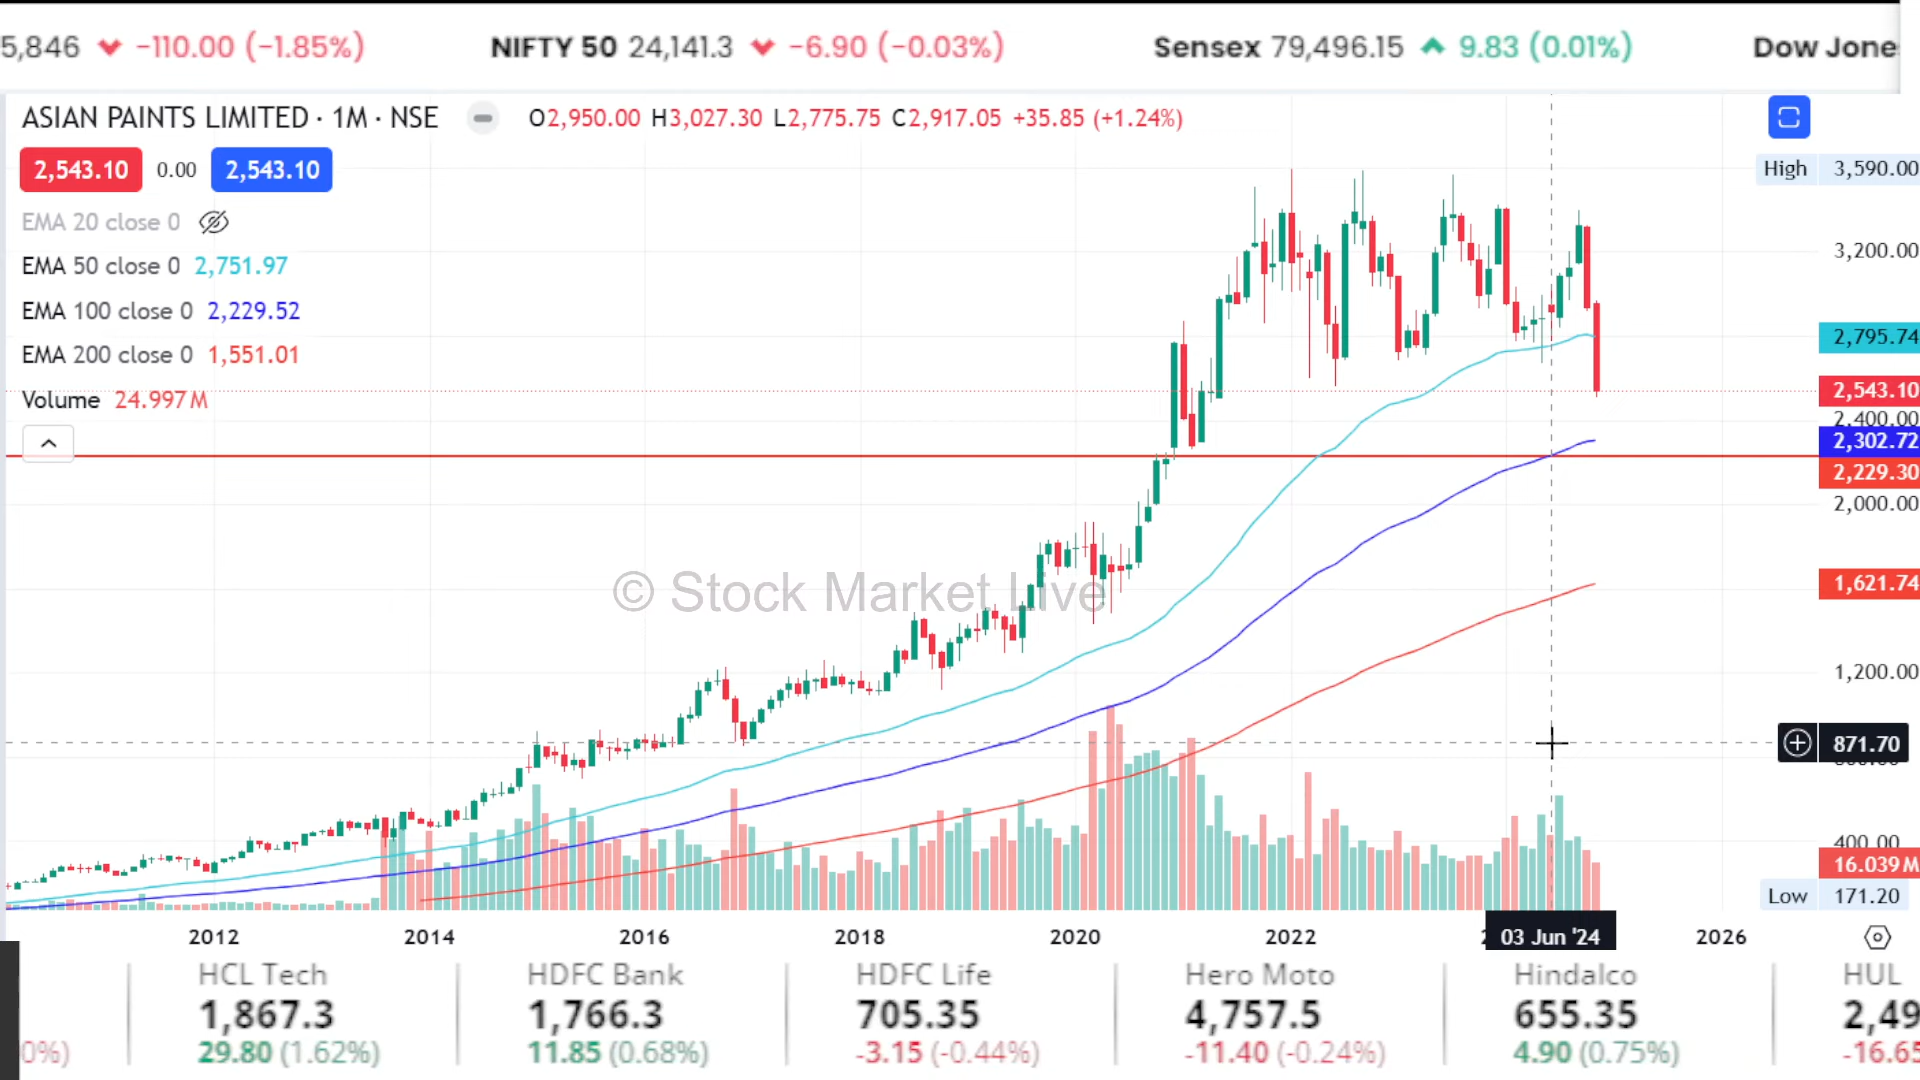 5,846 -110.00 (-1.85%) NIFTY 50 24,141.3 -6.90 (-0.03%) Sensex 79,496.15 9.83 (0.01%) Dow Jone
ASIAN PAINTS LIMITED · 1M · NSE O2,950.00 H3,027.30 L2,775.75 C2,917.05 +35.85 (+1.24%)
2,543.10 0.00 2,543.10
High 3,590.00
EMA 20 close 0
3,200.00
EMA 50 close 0 2,751.97
EMA 100 close 0 2,229.52
2,795.74
EMA 200 close 0 1,551.01
2,543.10
Volume 24.997M
2,400.00
2,302.72
2,229.30
2,000.00
© Stock Market Live
1,621.74
1,200.00
871.70
400.00
16.039M
Low 171.20
2012 2014 2016 2018 2020 2022 03 Jun '24 2026
HCL Tech HDFC Bank HDFC Life Hero Moto Hindalco HUL
1,867.3 1,766.3 705.35 4,757.5 655.35 2,49
0%) 29.80 (1.62%) 11.85 (0.68%) -3.15 (-0.44%) -11.40 (-0.24%) 4.90 (0.75%) -16.65